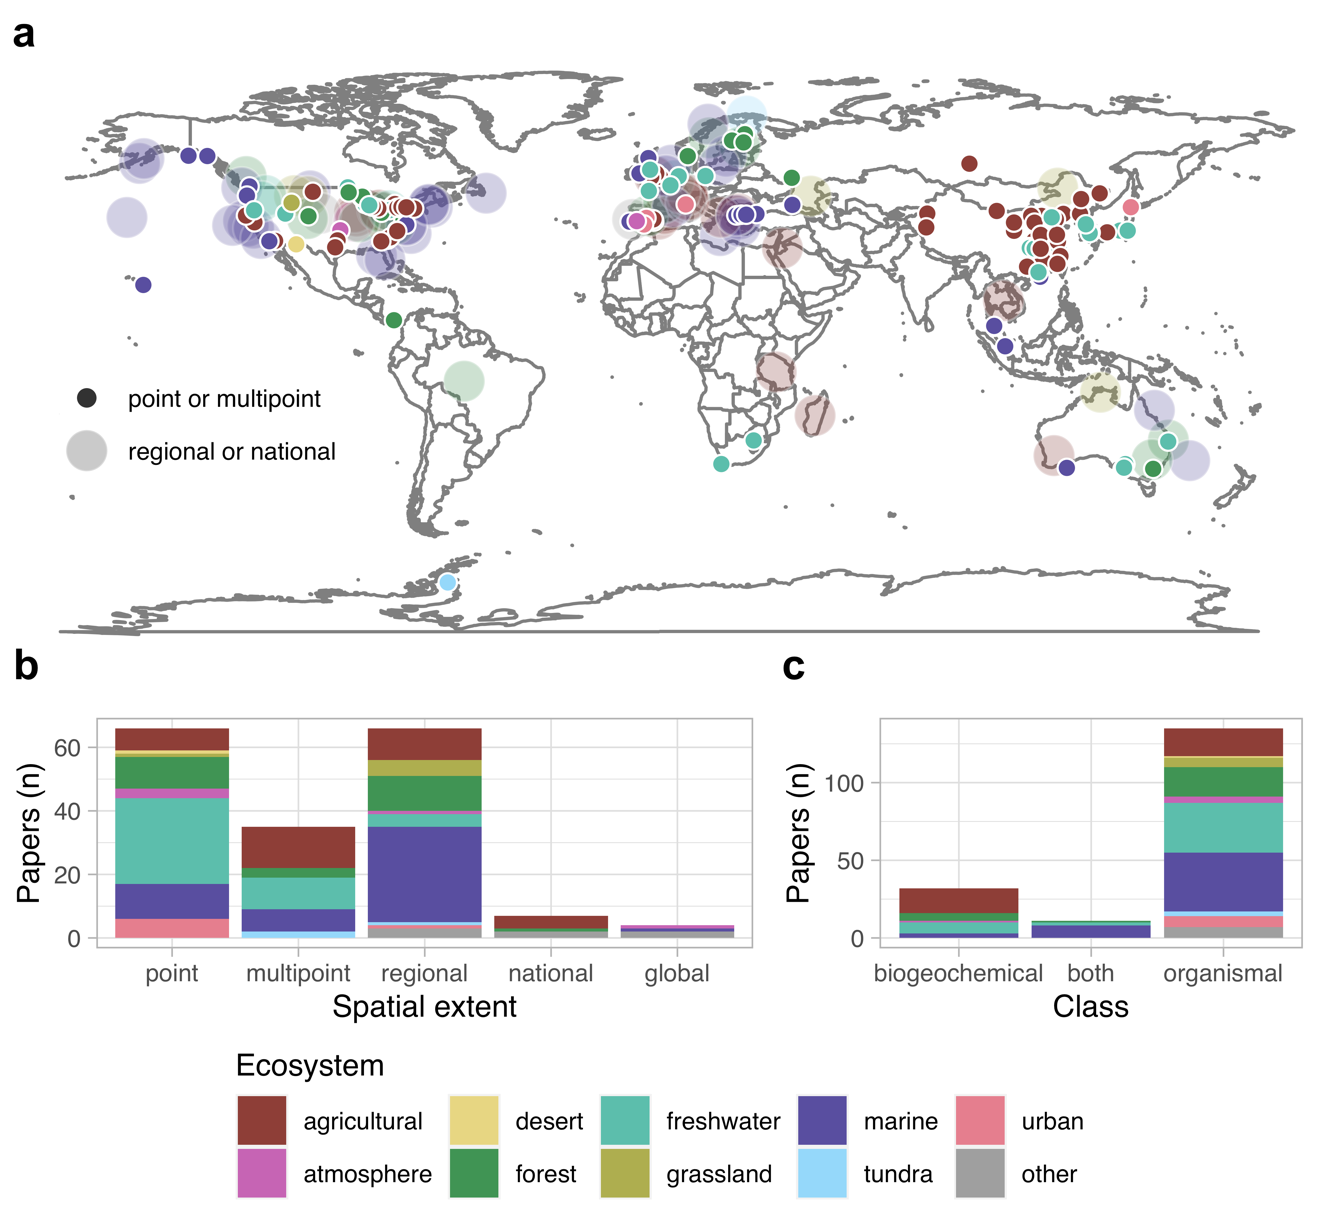 a
point or multipoint
regional or national
b
c
Papers (n)
60
40
20
0
point multipoint regional national global
Spatial extent
Papers (n)
100
50
0
biogeochemical both organismal
Class
Ecosystem
agricultural desert freshwater marine urban
atmosphere forest grassland tundra other